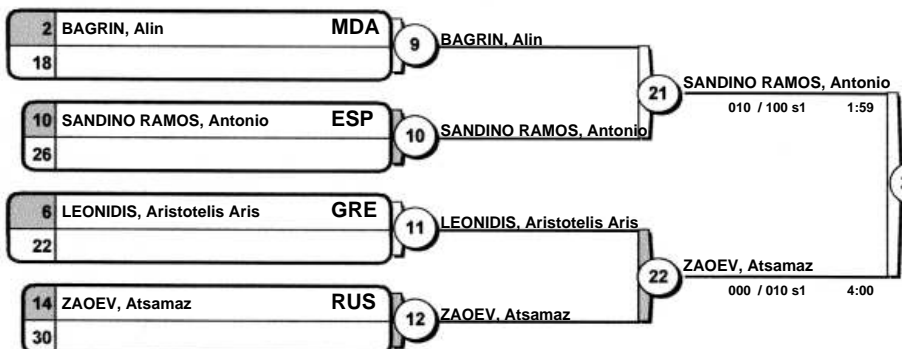 2 BAGRIN, Alin MDA
18
9
BAGRIN, Alin
10 SANDINO RAMOS, Antonio ESP
26
10
SANDINO RAMOS, Antonio
21
SANDINO RAMOS, Antonio
010 / 100 s1 1:59
6 LEONIDIS, Aristotelis Aris GRE
22
11
LEONIDIS, Aristotelis Aris
14 ZAOEV, Atsamaz RUS
30
12
ZAOEV, Atsamaz
22
ZAOEV, Atsamaz
000 / 010 s1 4:00